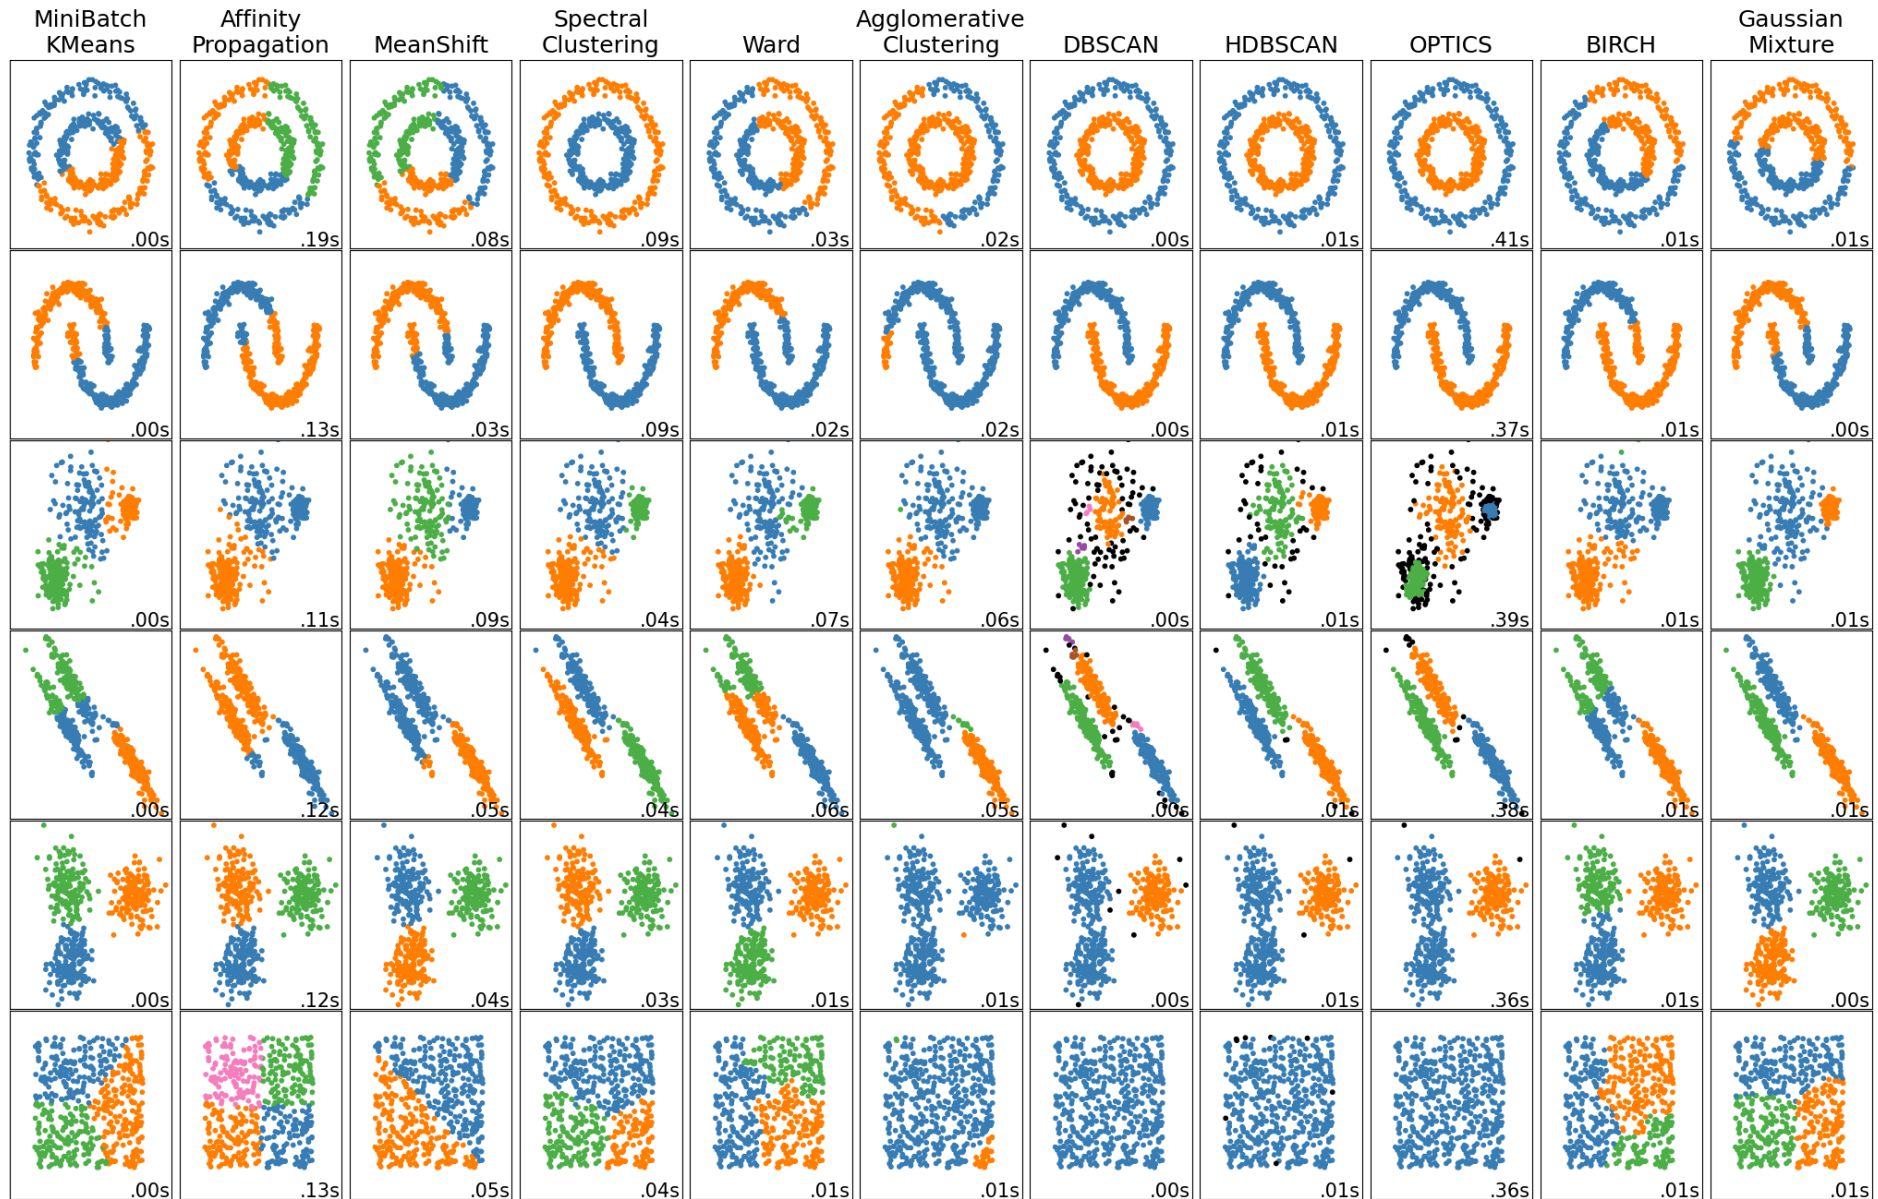 MiniBatch
KMeans
Affinity
Propagation
MeanShift
Spectral
Clustering
Ward
Agglomerative
Clustering
DBSCAN
HDBSCAN
OPTICS
BIRCH
Gaussian
Mixture
.00s .19s .08s .09s .03s .02s .00s .01s .41s .01s .01s
.00s .13s .03s .09s .02s .02s .00s .01s .37s .01s .00s
.00s .11s .09s .04s .07s .06s .00s .01s .39s .01s .01s
.00s .12s .05s .04s .06s .05s .00s .01s .38s .01s .01s
.00s .12s .04s .03s .01s .01s .00s .01s .36s .01s .00s
.00s .13s .05s .04s .01s .01s .00s .01s .36s .01s .01s